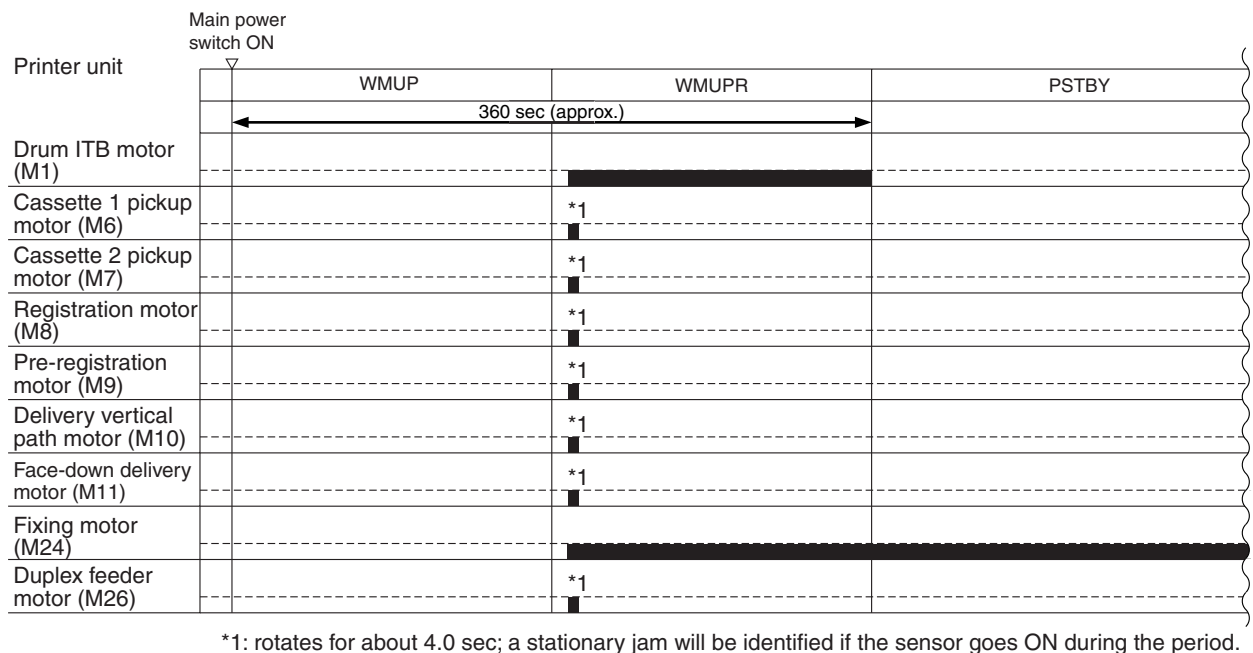 Main power
switch ON
Printer unit
WMUP WMUPR PSTBY
360 sec (approx.)
Drum ITB motor
(M1)
Cassette 1 pickup
motor (M6)
*1
Cassette 2 pickup
motor (M7)
*1
Registration motor
(M8)
*1
Pre-registration
motor (M9)
*1
Delivery vertical
path motor (M10)
*1
Face-down delivery
motor (M11)
*1
Fixing motor
(M24)
Duplex feeder
motor (M26)
*1
*1: rotates for about 4.0 sec; a stationary jam will be identified if the sensor goes ON during the period.